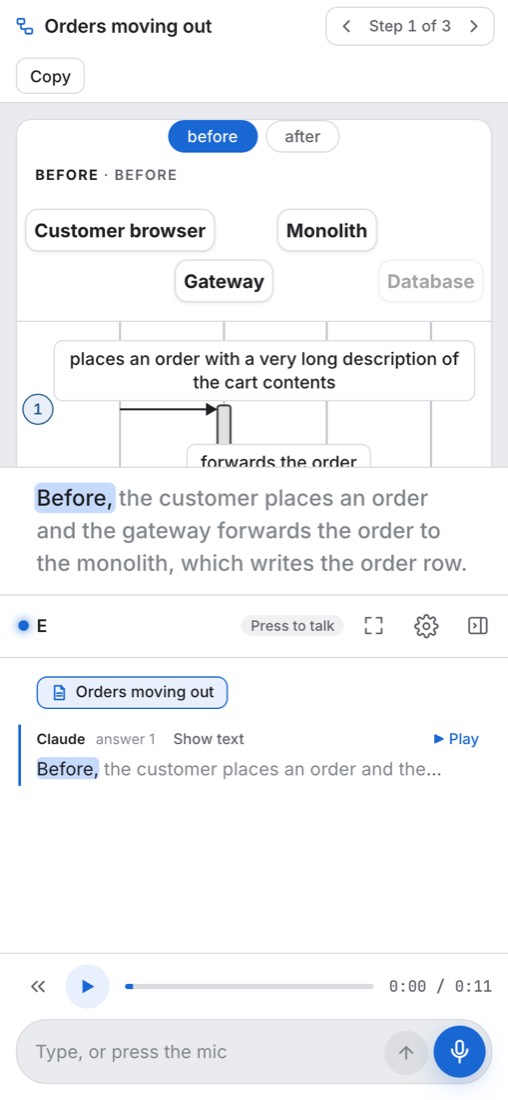 Orders moving out
Step 1 of 3
Copy
before
after
BEFORE · BEFORE
Customer browser
Monolith
Gateway
Database
places an order with a very long description of
the cart contents
1
forwards the order
Before, the customer places an order
and the gateway forwards the order to
the monolith, which writes the order row.
E
Press to talk
Orders moving out
Claude answer 1 Show text
Play
Before, the customer places an order and the...
0:00 / 0:11
Type, or press the mic